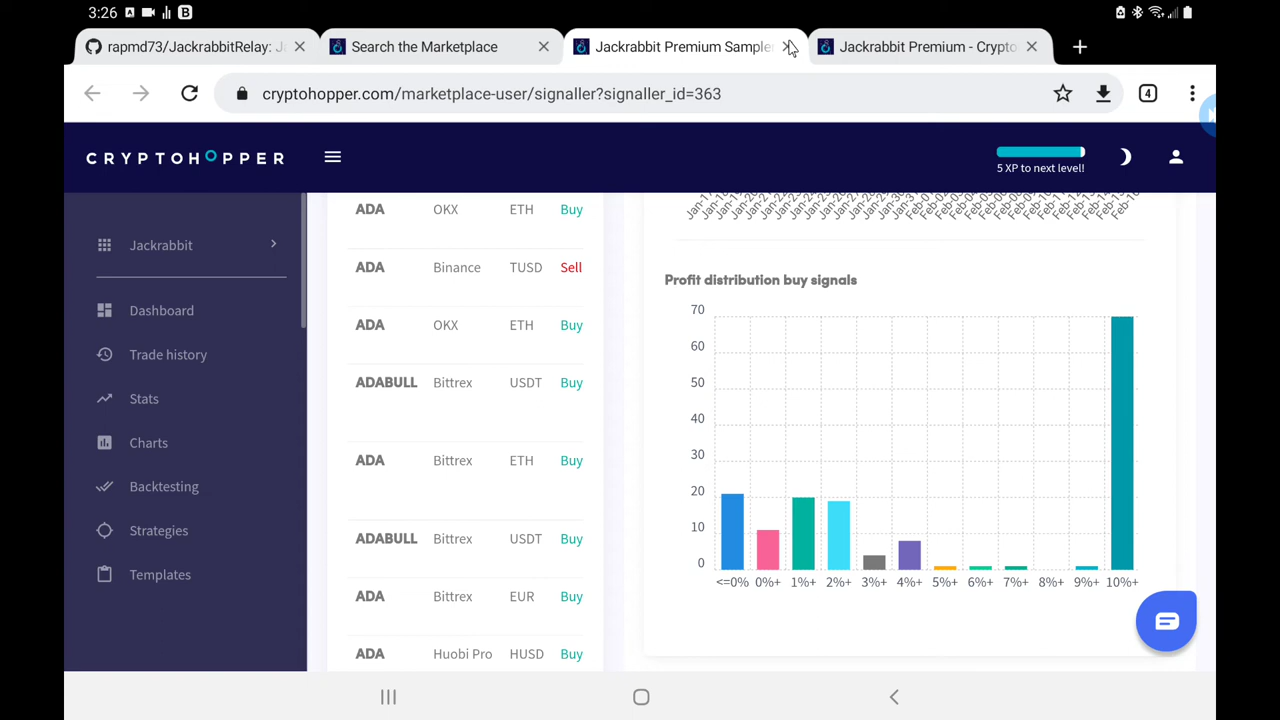 3:26
rapmd73/JackrabbitRelay: J
Search the Marketplace
Jackrabbit Premium Sample
Jackrabbit Premium - Crypto
cryptohopper.com/marketplace-user/signaller?signaller_id=363
4
CRYPTOHOPPER
5 XP to next level!
Jackrabbit
Dashboard
Trade history
Stats
Charts
Backtesting
Strategies
Templates
ADA OKX ETH Buy
ADA Binance TUSD Sell
ADA OKX ETH Buy
ADABULL Bittrex USDT Buy
ADA Bittrex ETH Buy
ADABULL Bittrex USDT Buy
ADA Bittrex EUR Buy
ADA Huobi Pro HUSD Buy
Profit distribution buy signals
70
60
50
40
30
20
10
0
<=0% 0%+ 1%+ 2%+ 3%+ 4%+ 5%+ 6%+ 7%+ 8%+ 9%+ 10%+